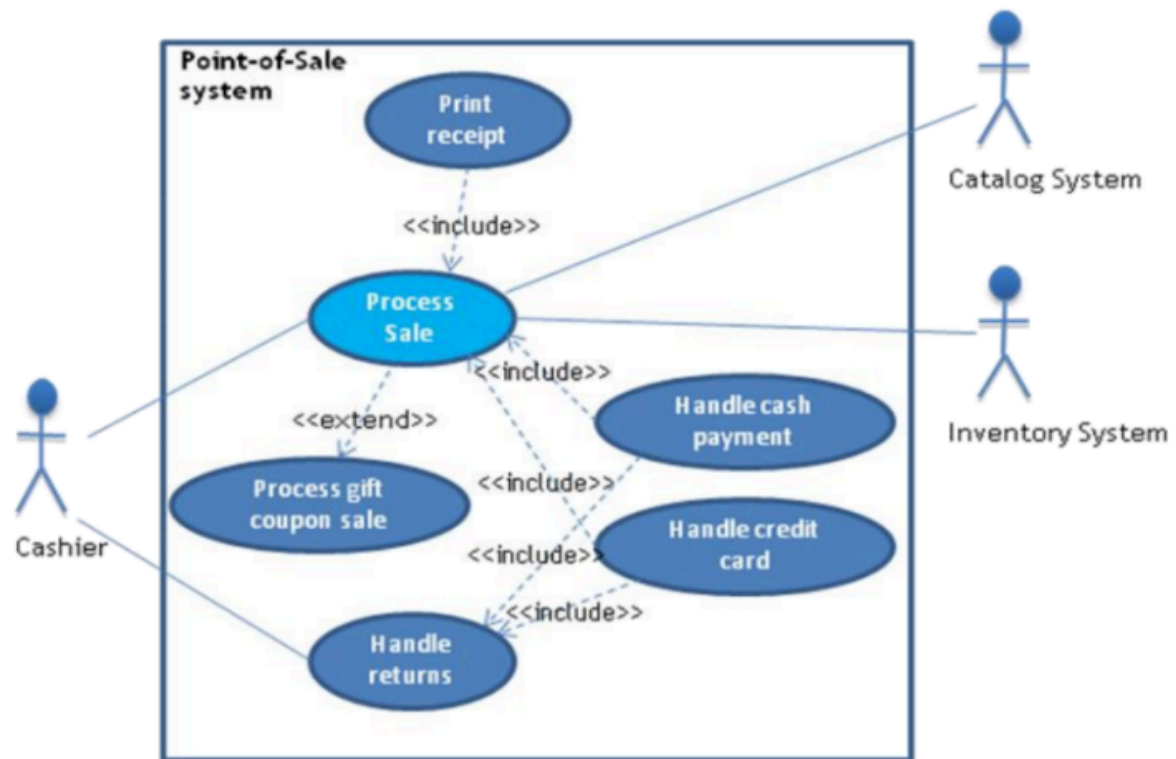 Point-of-Sale
system
Print
receipt
Catalog System
<<include>>
Process
Sale
<<include>>
Handle cash
payment
Inventory System
<<extend>>
Process gift
coupon sale
<<include>>
Handle credit
card
Cashier
<<include>>
<<include>>
Handle
returns